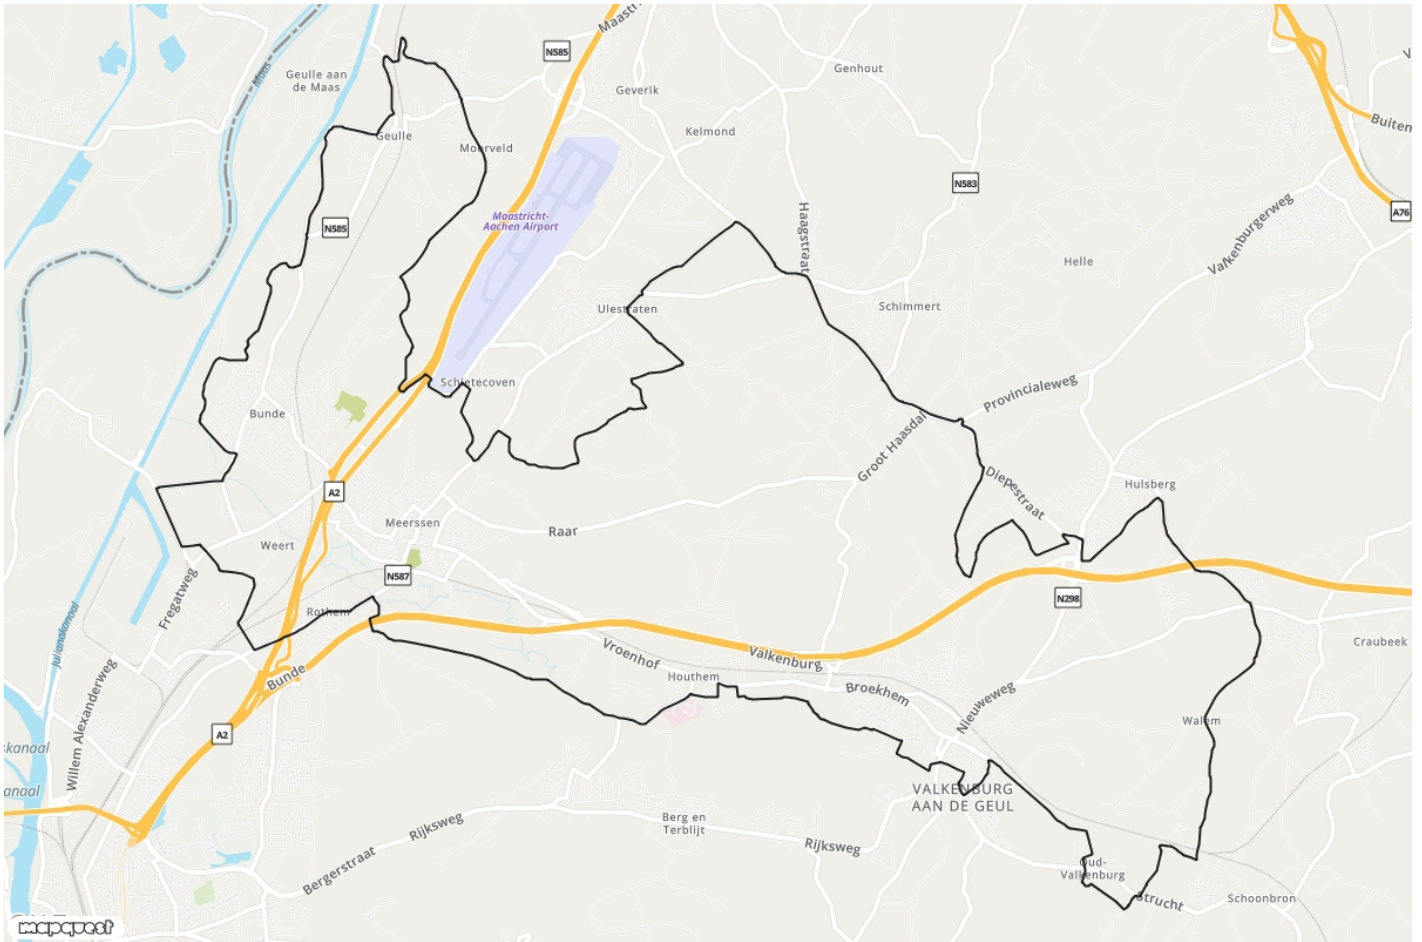 Maastri
N585
Geulle aan
de Maas
Maas
Geverik
Genhout
Kelmond
Buiten
V
Geulle
Moorveld
N583
A76
N585
Maastricht-
Aachen Airport
Haagstraat
Valkenburgerweg
Helle
Ulestraten
Schimmert
Schietecoven
Provincialeweg
Bunde
Groot Haasdal
A2
Diepestraat
Hulsberg
Meerssen
Raar
Weert
N587
Fregatweg
N298
Rothem
Julianakanaal
Craubeek
Vroenhof
Valkenburg
Bunde
Houthem
Broekhem
Nieuweweg
Walem
Willem Alexanderweg
A2
skanaal
anaal
VALKENBURG
AAN DE GEUL
Berg en
Terblijt
Rijksweg
Rijksweg
Bergerstraat
Oud-
Valkenburg
Strucht
Schoonbron
mapquest